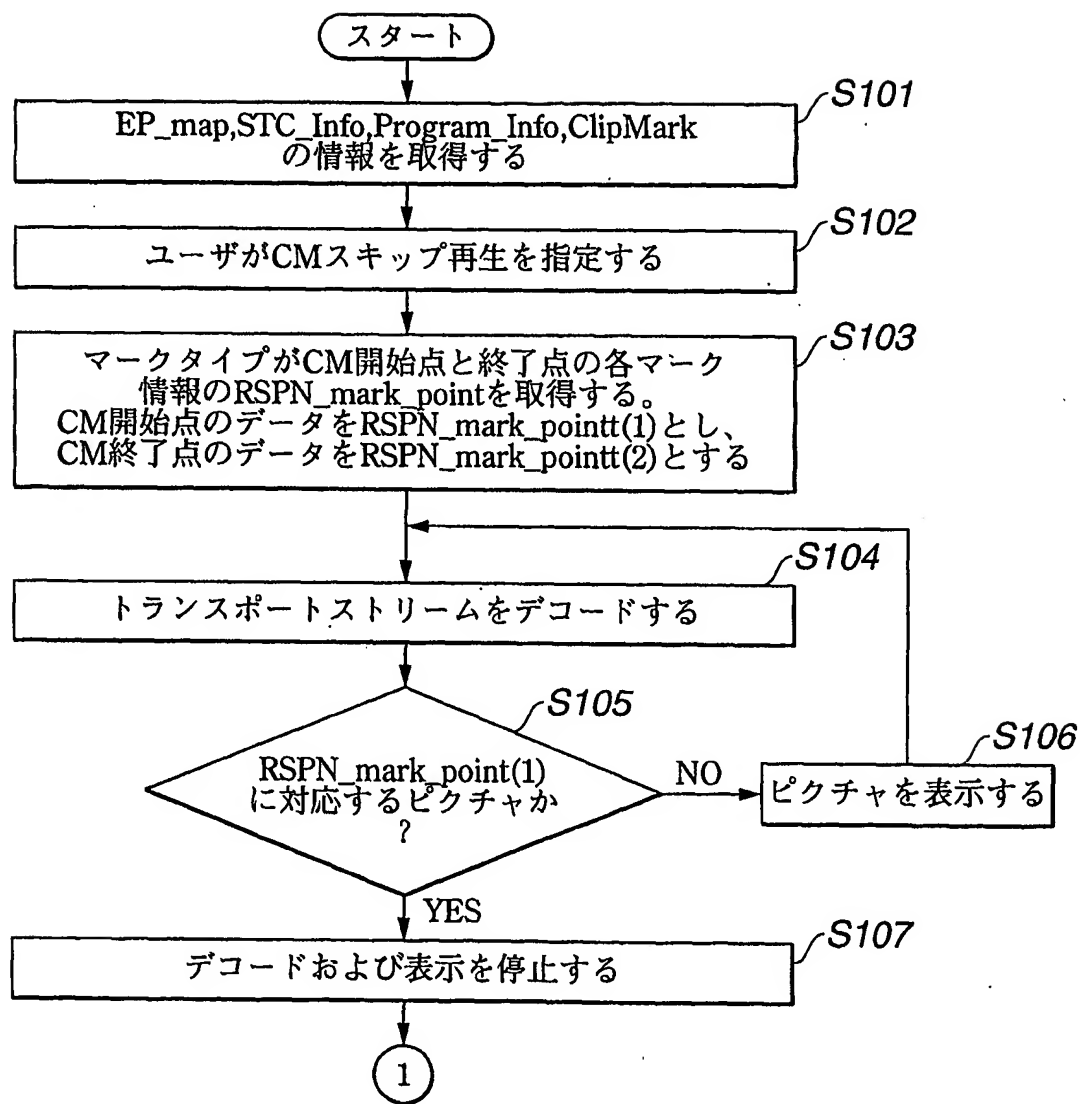 スタート
S101
EP_map,STC_Info,Program_Info,ClipMark
の情報を取得する
S102
ユーザがCMスキップ再生を指定する
S103
マークタイプがCM開始点と終了点の各マーク
情報のRSPN_mark_pointを取得する。
CM開始点のデータをRSPN_mark_pointt(1)とし、
CM終了点のデータをRSPN_mark_pointt(2)とする
S104
トランスポートストリームをデコードする
S105
RSPN_mark_point(1)
に対応するピクチャか
?
NO
S106
ピクチャを表示する
YES
S107
デコードおよび表示を停止する
1